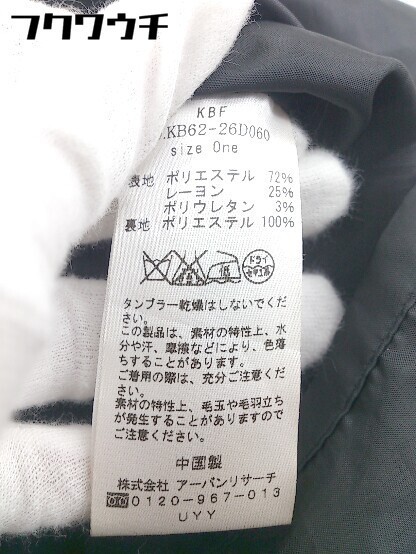 フクウウチ
KBF
KB62-26D060
size One
表地 ポリエステル 72%
レーヨン 25%
ポリウレタン 3%
裏地 ポリエステル 100%
低 ドライ
タンブラー乾燥はしないでくだ
さい。
この製品は、素材の特性上、水
分や汗、摩擦などにより、色落
ちすることがあります。
ご着用の際は、充分ご注意くだ
さい。
素材の特性上、毛玉や毛羽立ち
が発生することがありますので
ご注意ください。
中国製
株式会社 アーバンリサーチ
0120-967-013
UYY